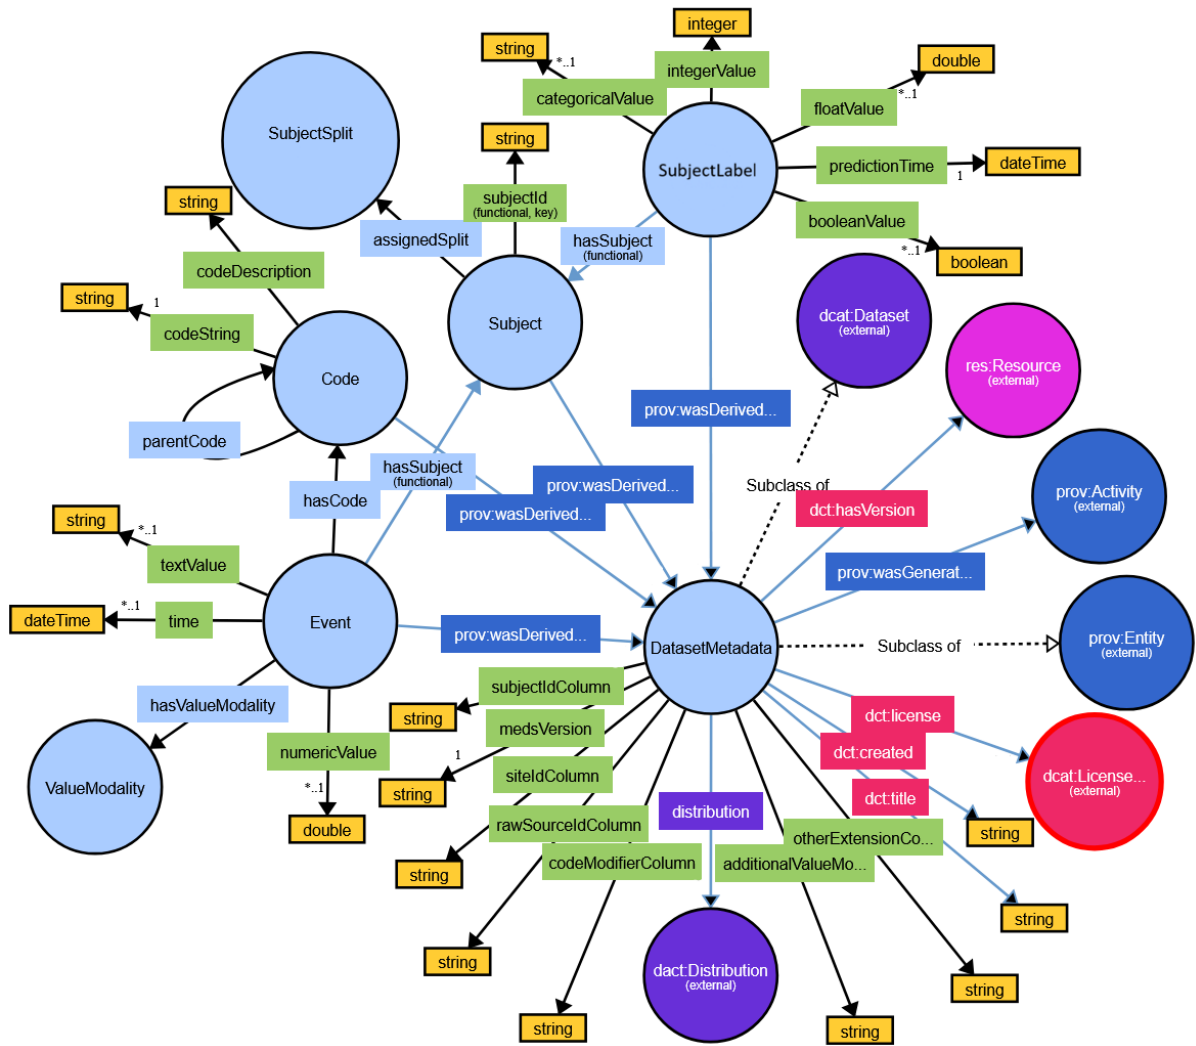 integer
string
*..1
integerValue
double
categoricalValue
*..1
floatValue
SubjectSplit
string
SubjectLabel
predictionTime
1
dateTime
string
subjectId
(functional, key)
booleanValue
assignedSplit
hasSubject
(functional)
*..1
boolean
codeDescription
string
1
codeString
Subject
dcat:Dataset
(external)
res:Resource
(external)
Code
prov:wasDerived...
parentCode
hasSubject
(functional)
hasCode
prov:wasDerived...
Subclass of
prov:Activity
(external)
prov:wasDerived...
dct:hasVersion
string
*..1
textValue
prov:wasGenerat...
dateTime
*..1
time
Event
prov:wasDerived...
DatasetMetadata
Subclass of
prov:Entity
(external)
subjectIdColumn
string
hasValueModality
medsVersion
1
dct:license
numericValue
dct:created
siteIdColumn
string
ValueModality
*..1
double
dct:title
dcat:License...
(external)
rawSourceIdColumn
distribution
otherExtensionCo...
string
codeModifierColumn
additionalValueMo...
string
string
string
dact:Distribution
(external)
string
string
string